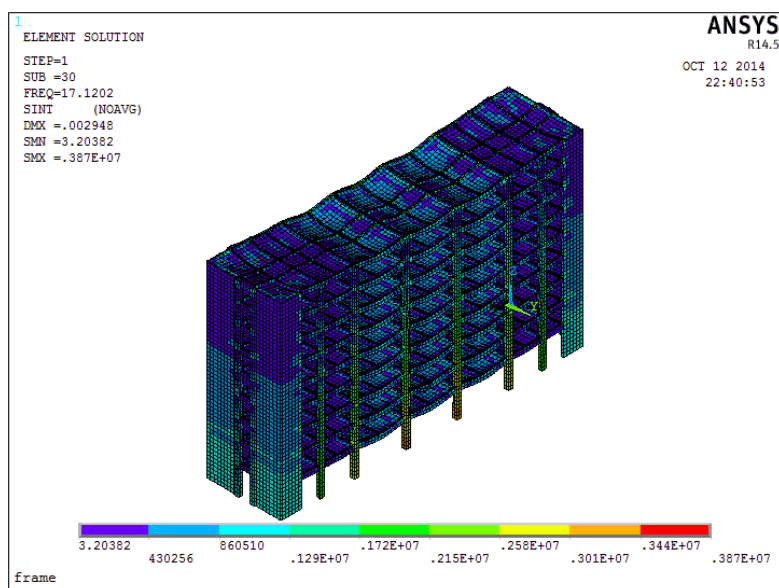 1
ANSYS
R14.5
ELEMENT SOLUTION
OCT 12 2014
22:40:53
STEP=1
SUB =30
FREQ=17.1202
SINT (NOAVG)
DMX =.002948
SMN =3.20382
SMX =.387E+07
Z
Y
3.20382 430256 860510 .129E+07 .172E+07 .215E+07 .258E+07 .301E+07 .344E+07 .387E+07
frame